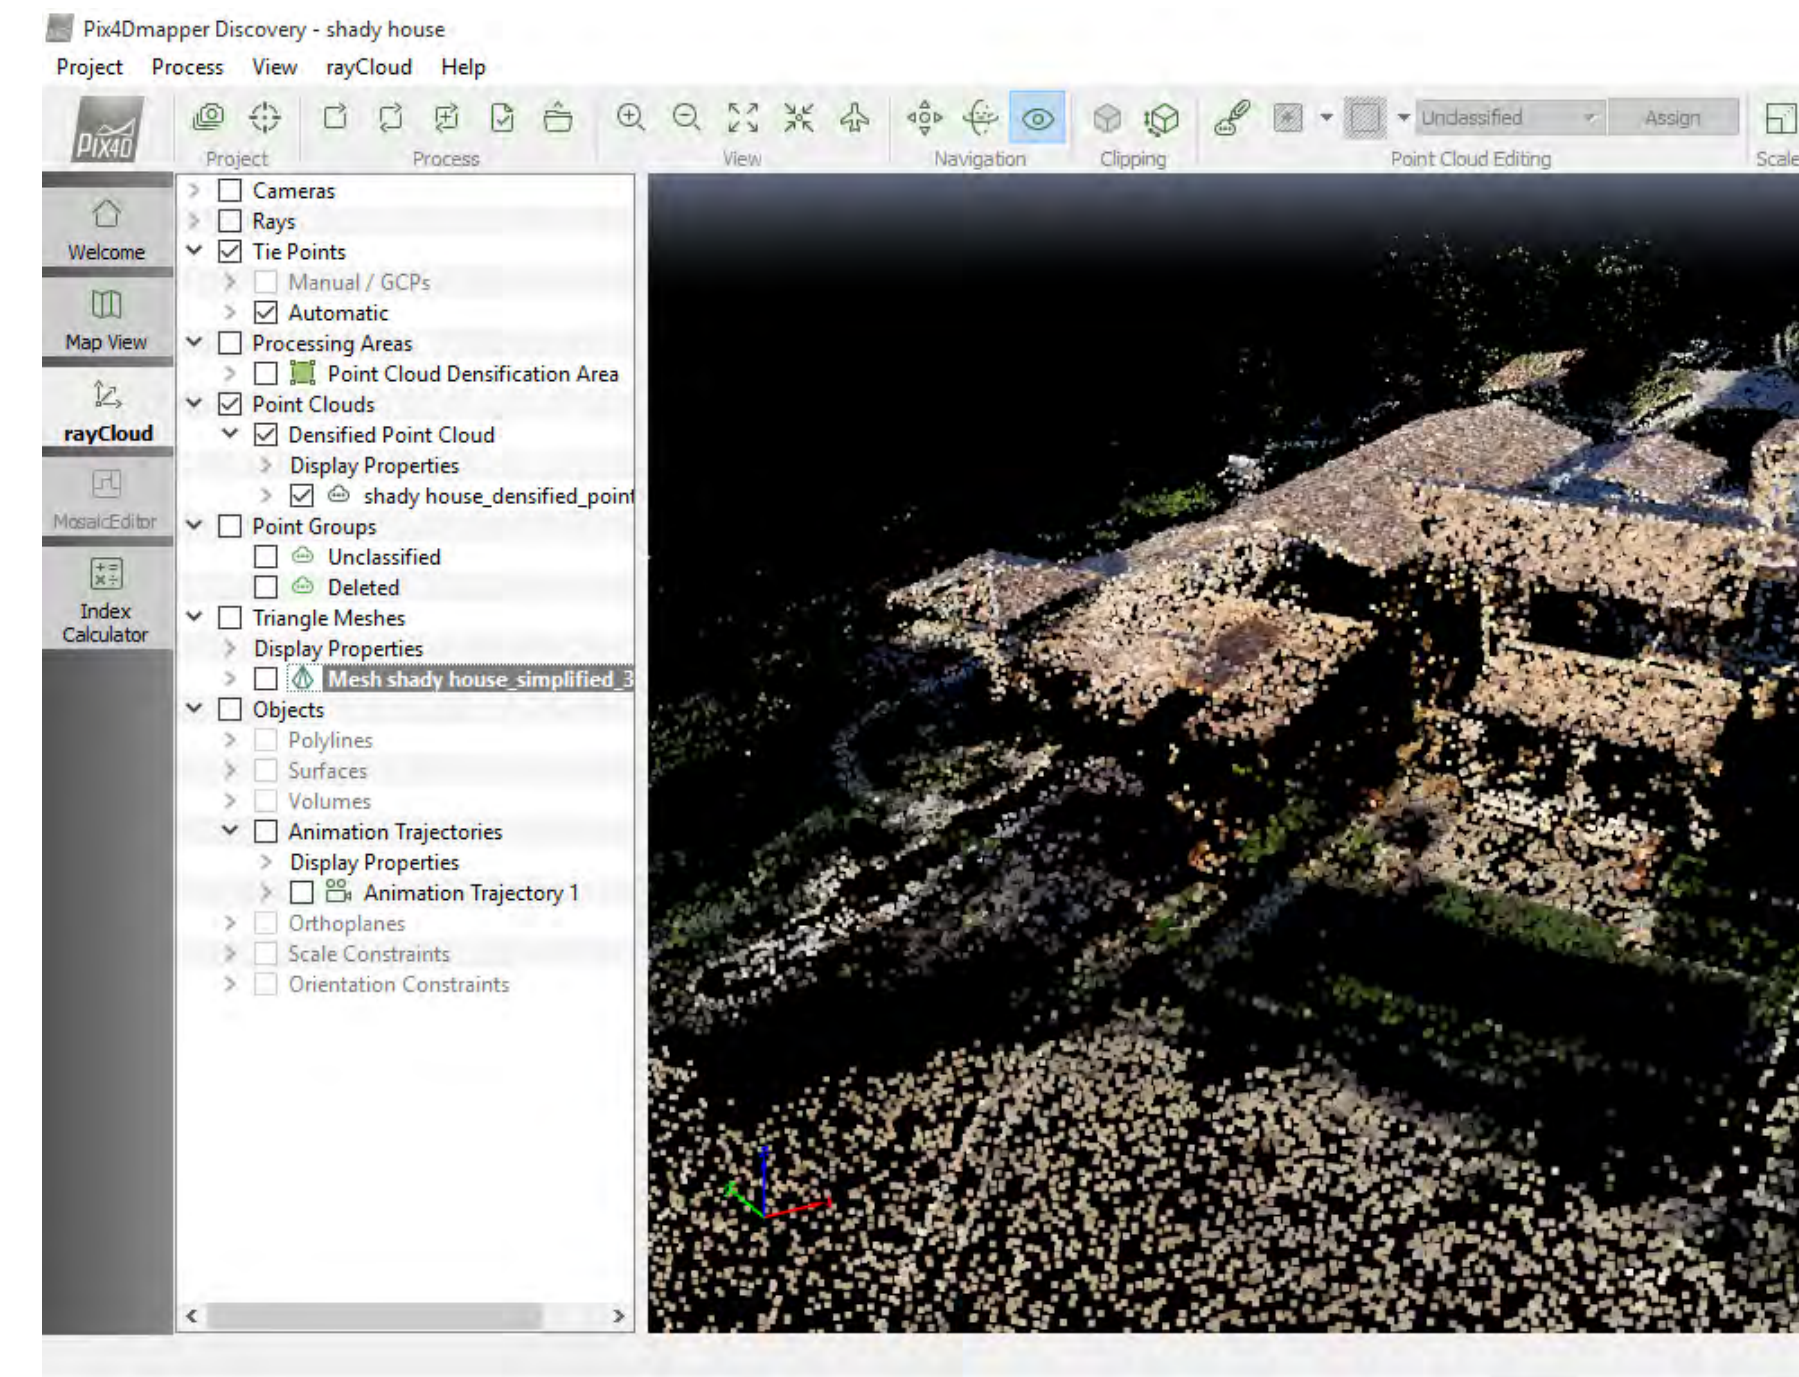 Pix4Dmapper Discovery - shady house
Project Process View rayCloud Help
PIX4D
Unclassified Assign
Project Process View Navigation Clipping Point Cloud Editing Scale
Welcome
Map View
rayCloud
MosaicEditor
Index
Calculator
Cameras
Rays
Tie Points
Manual / GCPs
Automatic
Processing Areas
Point Cloud Densification Area
Point Clouds
Densified Point Cloud
Display Properties
shady house_densified_point
Point Groups
Unclassified
Deleted
Triangle Meshes
Display Properties
Mesh shady house_simplified_3
Objects
Polylines
Surfaces
Volumes
Animation Trajectories
Display Properties
Animation Trajectory 1
Orthoplanes
Scale Constraints
Orientation Constraints